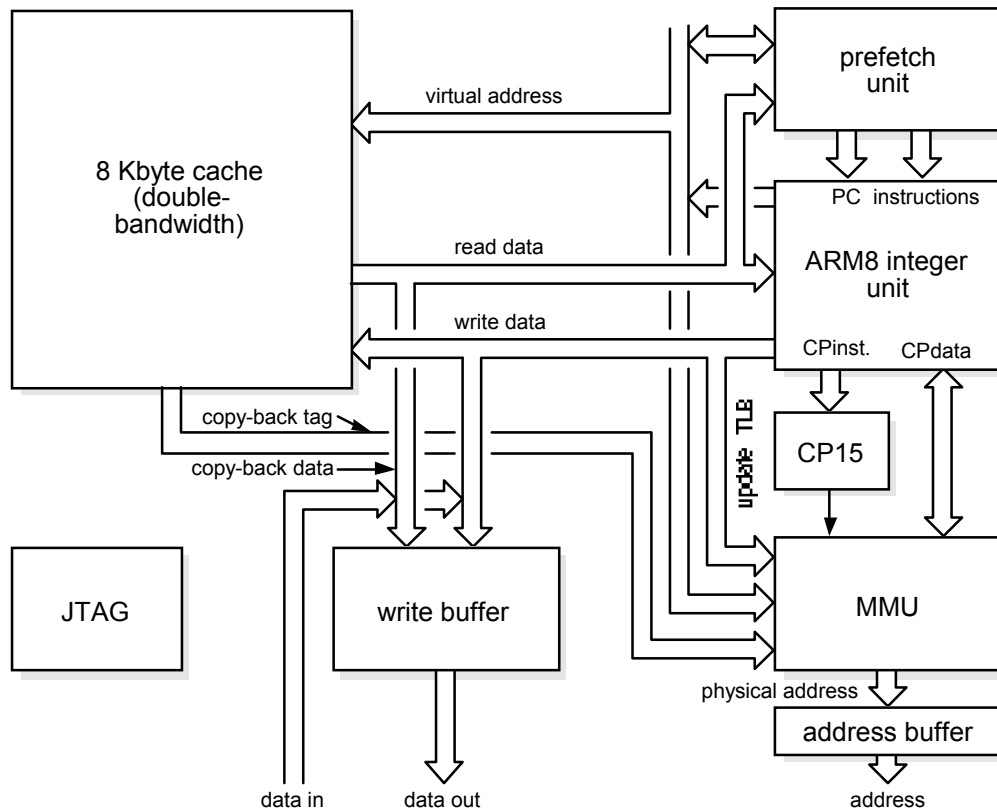 prefetch
unit
virtual address
8 Kbyte cache
(double-
bandwidth)
PC instructions
read data
ARM8 integer
unit
write data
CPinst. CPdata
copy-back tag
update TLB
CP15
copy-back data
JTAG
write buffer
MMU
physical address
address buffer
data in
data out
address